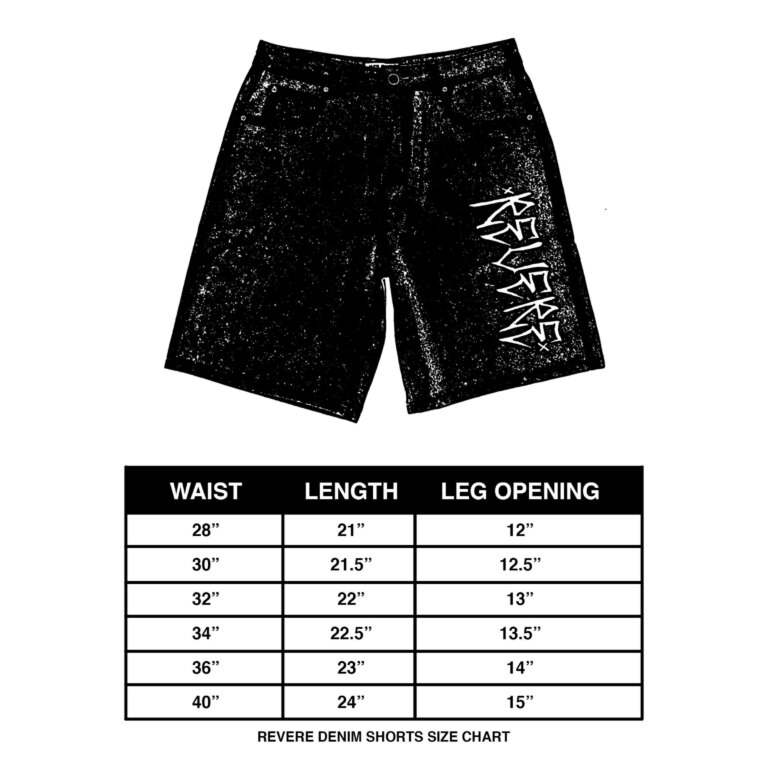 ×REVERE×
WAIST LENGTH LEG OPENING
28” 21” 12”
30” 21.5” 12.5”
32” 22” 13”
34” 22.5” 13.5”
36” 23” 14”
40” 24” 15”
REVERE DENIM SHORTS SIZE CHART